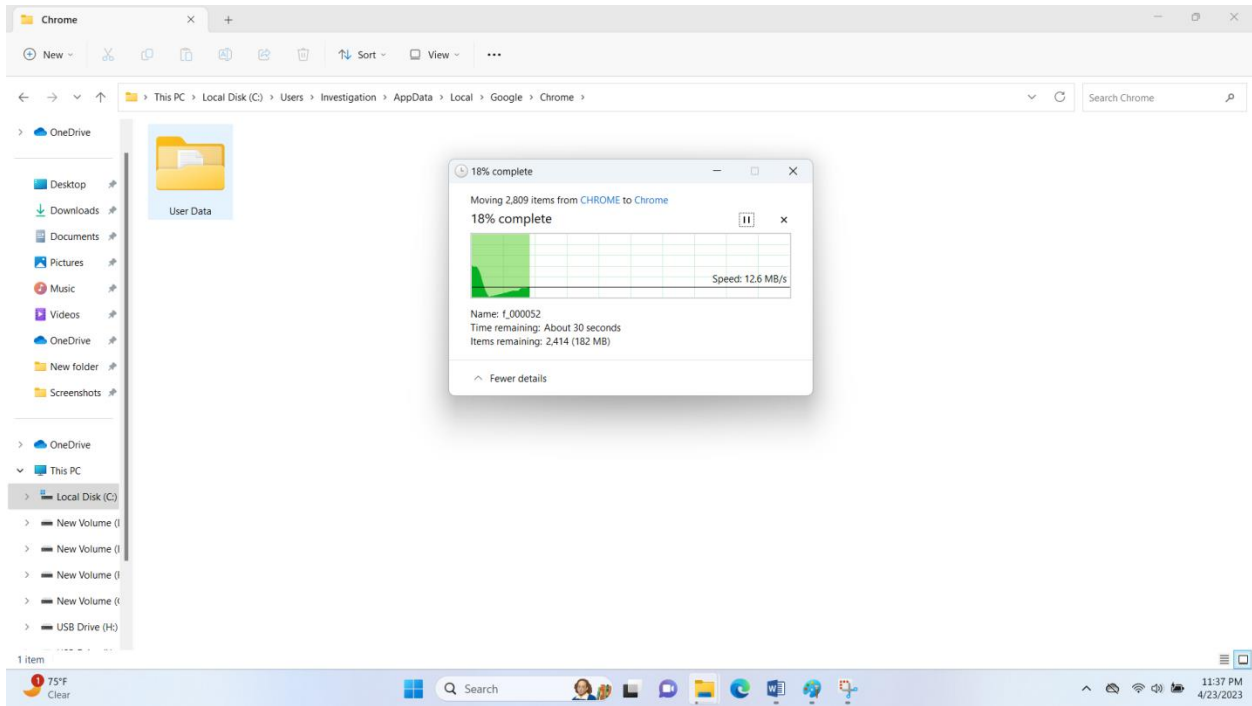 Chrome
New
Sort
View
This PC > Local Disk (C:) > Users > Investigation > AppData > Local > Google > Chrome >
Search Chrome
OneDrive
Desktop
Downloads
Documents
Pictures
Music
Videos
OneDrive
New folder
Screenshots
OneDrive
This PC
Local Disk (C:)
New Volume (
New Volume (
New Volume (
New Volume (
USB Drive (H:)
User Data
18% complete
Moving 2,809 items from CHROME to Chrome
18% complete
Speed: 12.6 MB/s
Name: f_000052
Time remaining: About 30 seconds
Items remaining: 2,414 (182 MB)
Fewer details
1 item
1
75°F
Clear
Search
11:37 PM
4/23/2023